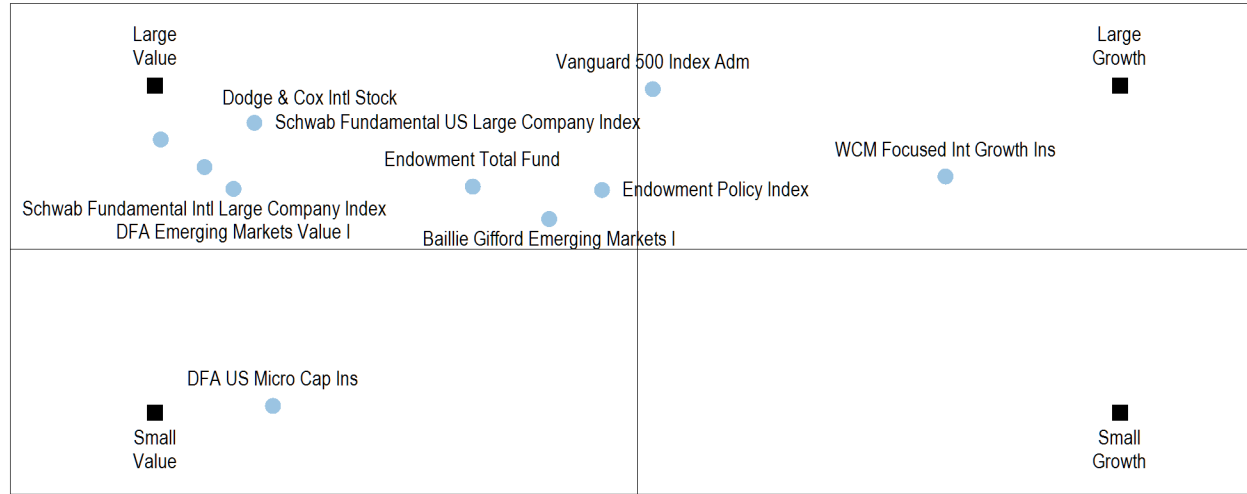 Large
Value
Large
Growth
Vanguard 500 Index Adm
Dodge & Cox Intl Stock
Schwab Fundamental US Large Company Index
WCM Focused Int Growth Ins
Endowment Total Fund
Endowment Policy Index
Schwab Fundamental Intl Large Company Index
DFA Emerging Markets Value I
Baillie Gifford Emerging Markets I
DFA US Micro Cap Ins
Small
Value
Small
Growth